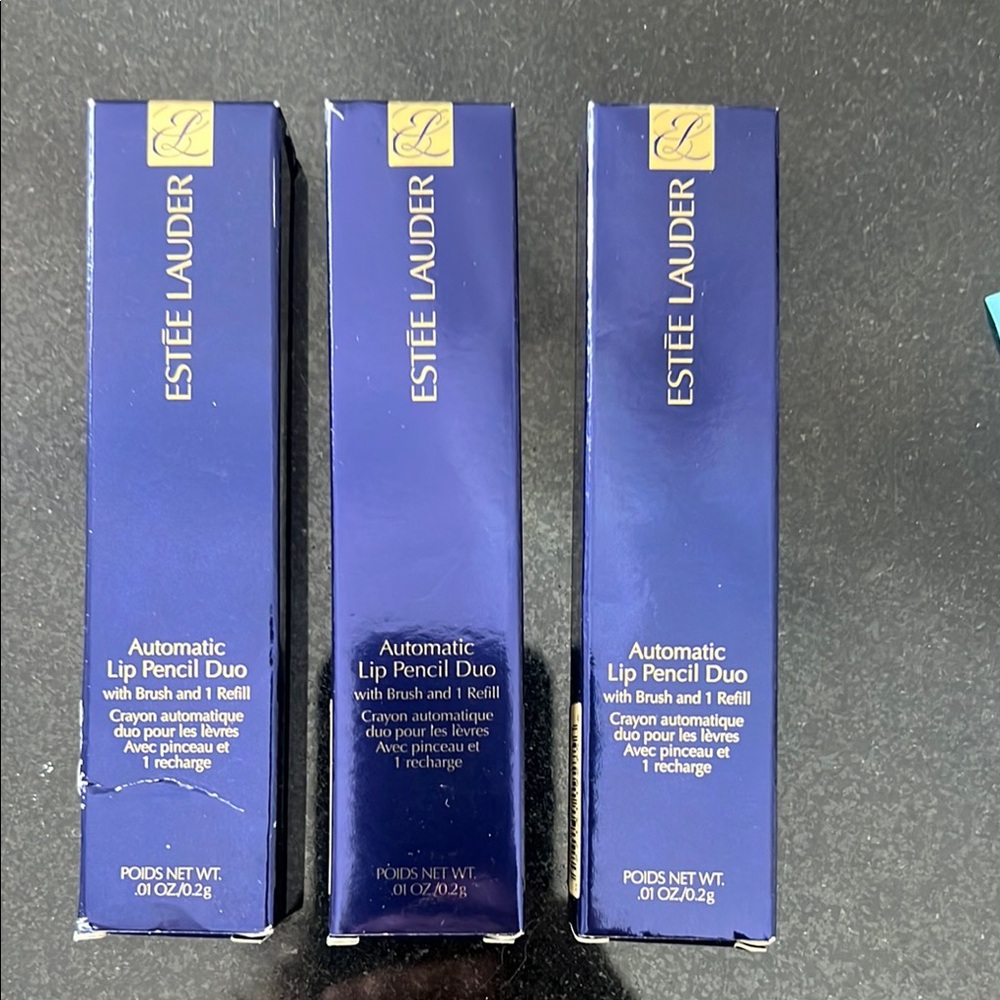 EL
ESTĒE LAUDER
Automatic
Lip Pencil Duo
with Brush and 1 Refill
Crayon automatique
duo pour les lèvres
Avec pinceau et
1 recharge
POIDS NET WT.
.01 OZ./0.2g
EL
ESTĒE LAUDER
Automatic
Lip Pencil Duo
with Brush and 1 Refill
Crayon automatique
duo pour les lèvres
Avec pinceau et
1 recharge
POIDS NET WT.
.01 OZ./0.2g
EL
ESTĒE LAUDER
Automatic
Lip Pencil Duo
with Brush and 1 Refill
Crayon automatique
duo pour les lèvres
Avec pinceau et
1 recharge
POIDS NET WT.
.01 OZ./0.2g